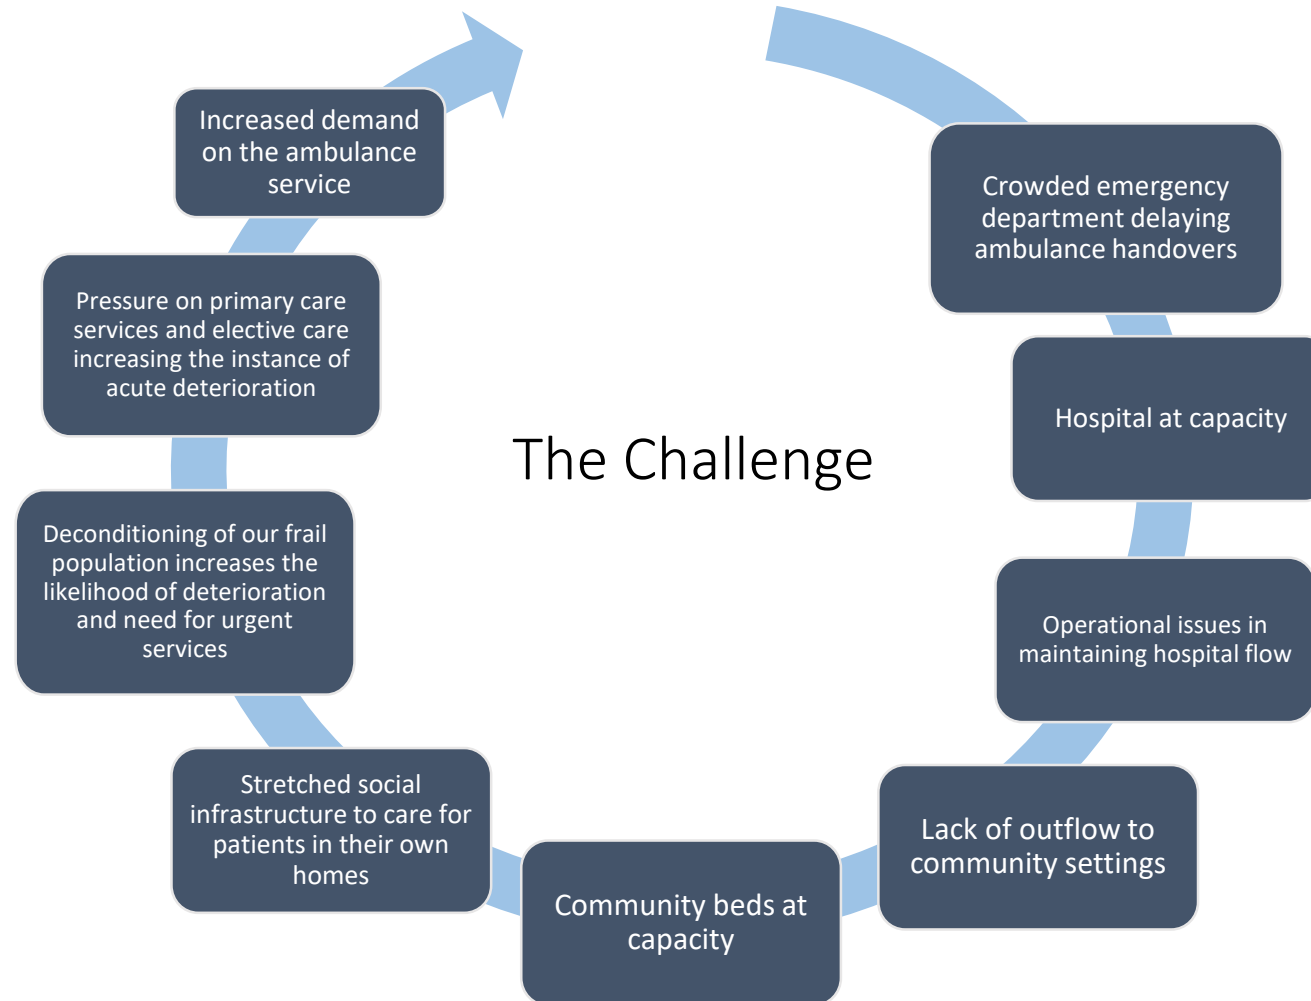 The Challenge
Crowded emergency
department delaying
ambulance handovers
Hospital at capacity
Operational issues in
maintaining hospital flow
Lack of outflow to
community settings
Community beds at
capacity
Stretched social
infrastructure to care for
patients in their own
homes
Deconditioning of our frail
population increases the
likelihood of deterioration
and need for urgent
services
Pressure on primary care
services and elective care
increasing the instance of
acute deterioration
Increased demand
on the ambulance
service